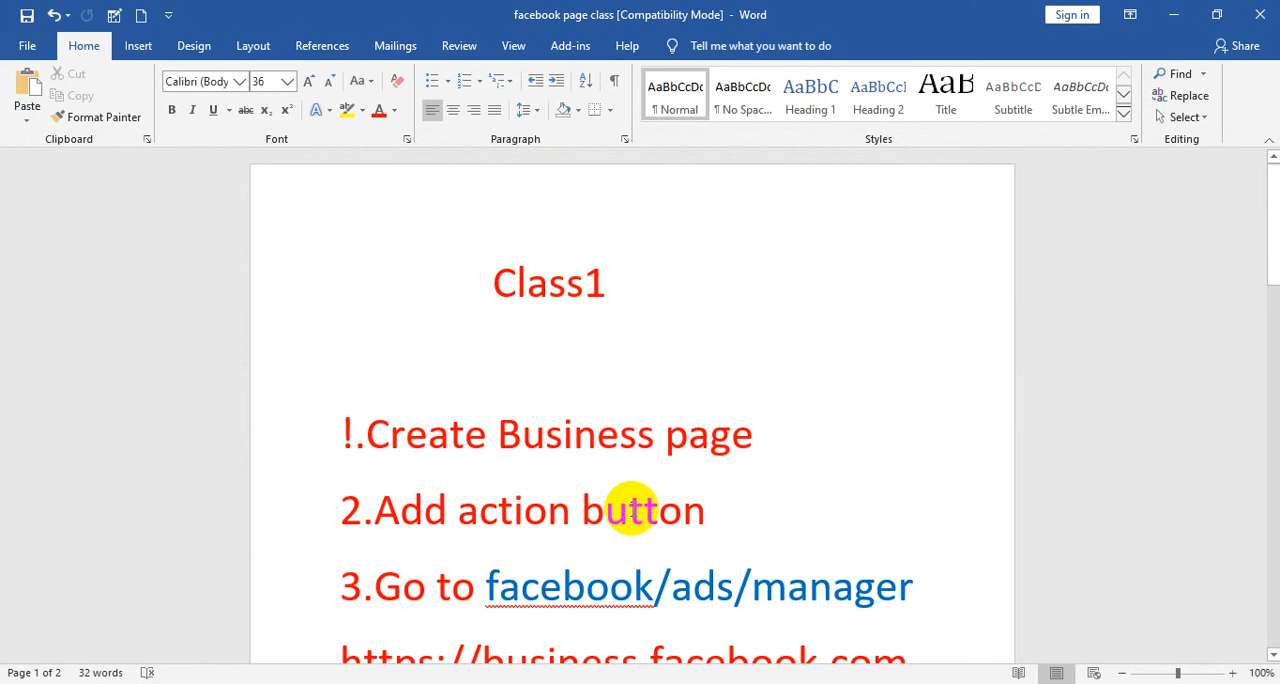 facebook page class [Compatibility Mode] - Word
Sign in
File Home Insert Design Layout References Mailings Review View Add-ins Help Tell me what you want to do Share
Paste
Cut
Copy
Format Painter
Clipboard
Calibri (Body 36
Aa
B I U abc x₂ x² A A
Font
Paragraph
AaBbCcDc AaBbCcDc AaBbC AaBbCcI AaB AaBbCcD AaBbCcDc
¶ Normal ¶ No Spac... Heading 1 Heading 2 Title Subtitle Subtle Em...
Styles
Find
Replace
Select
Editing
Class1
!.Create Business page
2.Add action button
3.Go to facebook/ads/manager
https://business.facebook.com
Page 1 of 2 32 words 100%